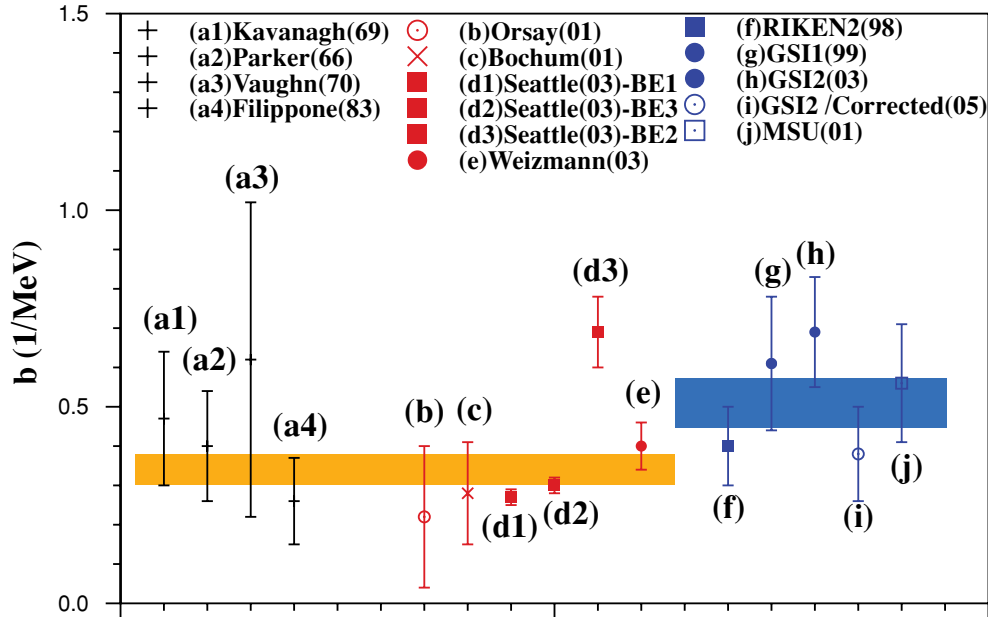 1.5
(a1)Kavanagh(69)
(a2)Parker(66)
(a3)Vaughn(70)
(a4)Filippone(83)
(b)Orsay(01)
(c)Bochum(01)
(d1)Seattle(03)-BE1
(d2)Seattle(03)-BE3
(d3)Seattle(03)-BE2
(e)Weizmann(03)
(f)RIKEN2(98)
(g)GSI1(99)
(h)GSI2(03)
(i)GSI2 /Corrected(05)
(j)MSU(01)
(a3)
1.0
b (1/MeV)
(d3)
(g)
(h)
(a1)
(a2)
(a4)
(b)
(c)
(e)
0.5
(d1)
(d2)
(f)
(i)
(j)
0.0